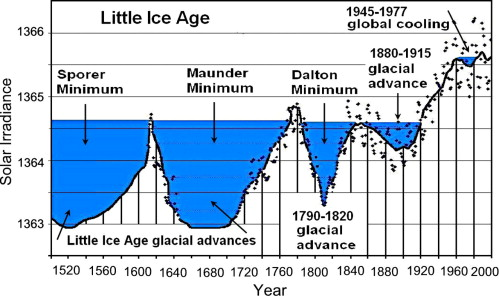 Little Ice Age
1945-1977
global cooling
1880-1915
glacial
advance
Sporer
Minimum
Maunder
Minimum
Dalton
Minimum
1790-1820
glacial
advance
Little Ice Age glacial advances
Solar Irradiance
1366
1365
1364
1363
1520 1560 1600 1640 1680 1720 1740 1760 1800 1840 1880 1920 1960 2000
Year